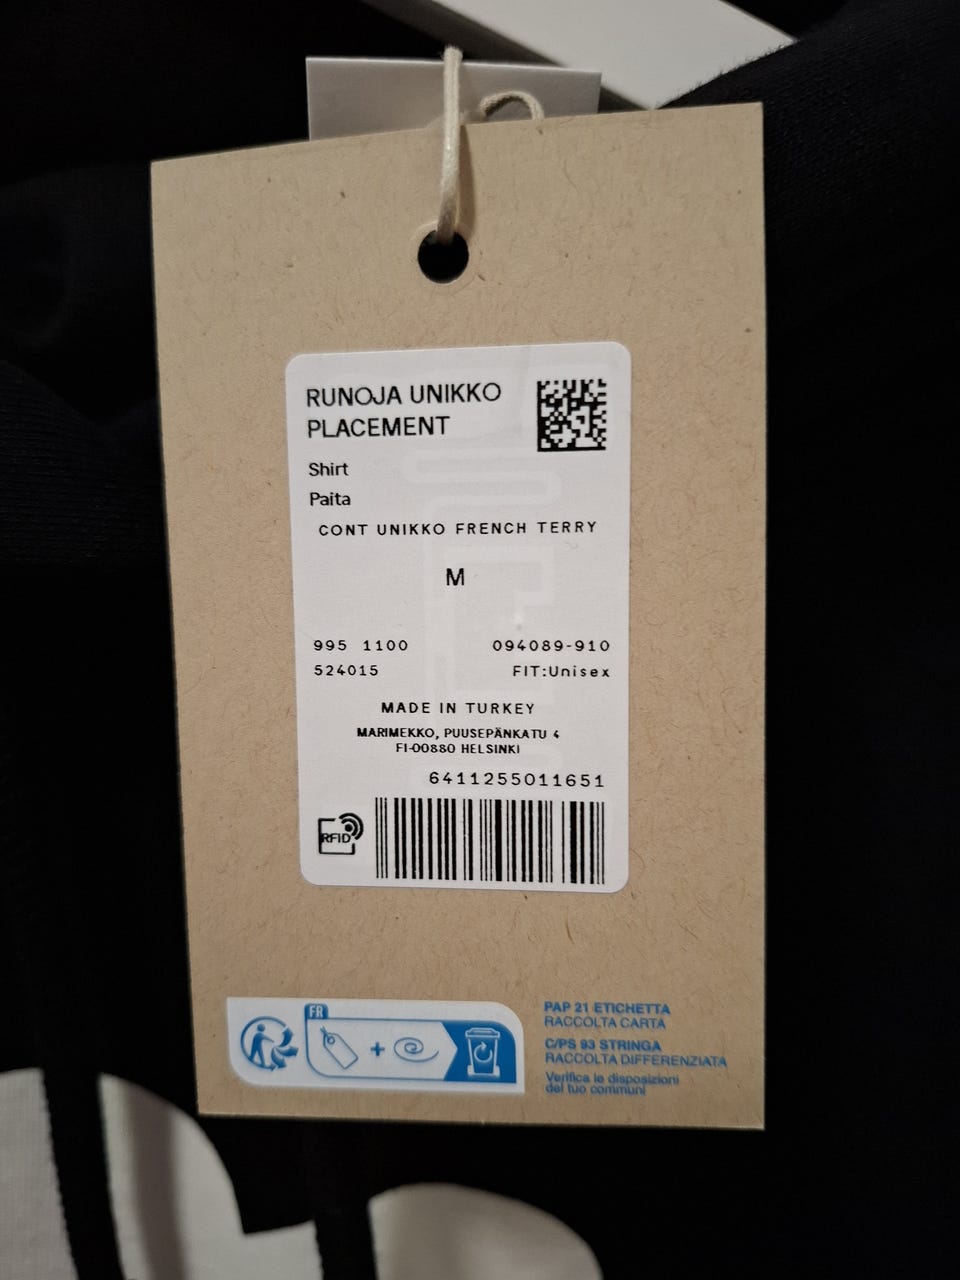 RUNOJA UNIKKO
PLACEMENT
Shirt
Paita
CONT UNIKKO FRENCH TERRY
M
995 1100 094089-910
524015 FIT:Unisex
MADE IN TURKEY
MARIMEKKO, PUUSEPÄNKATU 4
FI-00880 HELSINKI
6411255011651
RFID
FR
PAP 21 ETICHETTA
RACCOLTA CARTA
C/PS 93 STRINGA
RACCOLTA DIFFERENZIATA
Verifica le disposizioni
del tuo communi